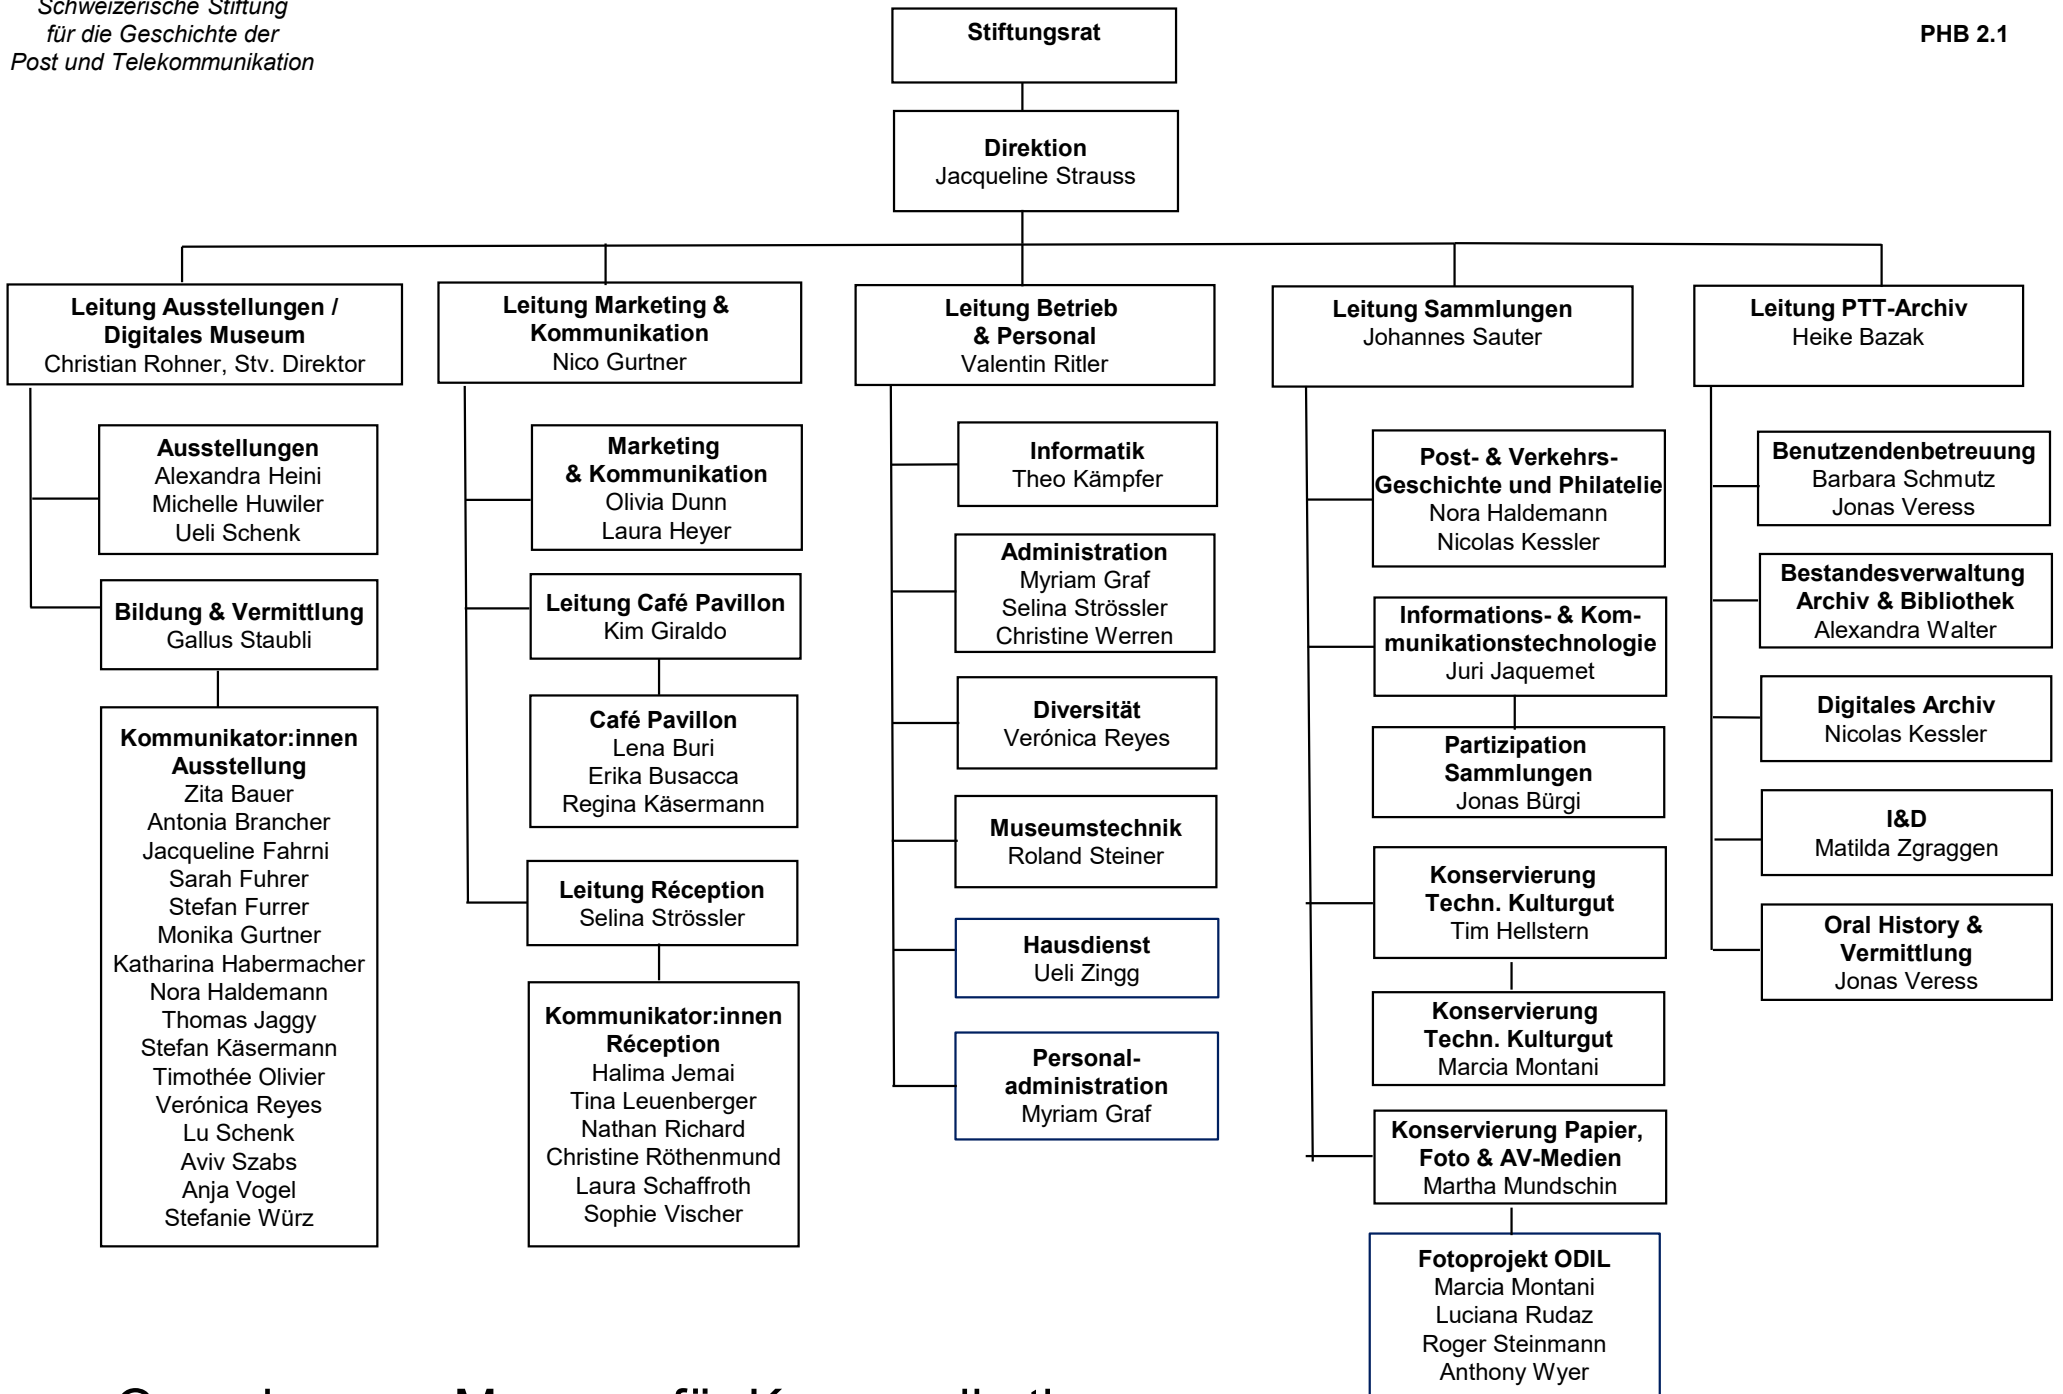 Schweizerische Stiftung
für die Geschichte der
Post und Telekommunikation
PHB 2.1
Stiftungsrat
Direktion
Jacqueline Strauss
Leitung Ausstellungen /
Digitales Museum
Christian Rohner, Stv. Direktor
Ausstellungen
Alexandra Heini
Michelle Huwiler
Ueli Schenk
Bildung & Vermittlung
Gallus Staubli
Kommunikator:innen
Ausstellung
Zita Bauer
Antonia Brancher
Jacqueline Fahrni
Sarah Fuhrer
Stefan Furrer
Monika Gurtner
Katharina Habermacher
Nora Haldemann
Thomas Jaggy
Stefan Käsermann
Timothée Olivier
Verónica Reyes
Lu Schenk
Aviv Szabs
Anja Vogel
Stefanie Würz
Leitung Marketing &
Kommunikation
Nico Gurtner
Marketing
& Kommunikation
Olivia Dunn
Laura Heyer
Leitung Café Pavillon
Kim Giraldo
Café Pavillon
Lena Buri
Erika Busacca
Regina Käsermann
Leitung Réception
Selina Strössler
Kommunikator:innen
Réception
Halima Jemai
Tina Leuenberger
Nathan Richard
Christine Röthenmund
Laura Schaffroth
Sophie Vischer
Leitung Betrieb
& Personal
Valentin Ritler
Informatik
Theo Kämpfer
Administration
Myriam Graf
Selina Strössler
Christine Werren
Diversität
Verónica Reyes
Museumstechnik
Roland Steiner
Hausdienst
Ueli Zingg
Personal-
administration
Myriam Graf
Leitung Sammlungen
Johannes Sauter
Post- & Verkehrs-
Geschichte und Philatelie
Nora Haldemann
Nicolas Kessler
Informations- & Kom-
munikationstechnologie
Juri Jaquemet
Partizipation
Sammlungen
Jonas Bürgi
Konservierung
Techn. Kulturgut
Tim Hellstern
Konservierung
Techn. Kulturgut
Marcia Montani
Konservierung Papier,
Foto & AV-Medien
Martha Mundschin
Fotoprojekt ODIL
Marcia Montani
Luciana Rudaz
Roger Steinmann
Anthony Wyer
Leitung PTT-Archiv
Heike Bazak
Benutzendenbetreuung
Barbara Schmutz
Jonas Veress
Bestandesverwaltung
Archiv & Bibliothek
Alexandra Walter
Digitales Archiv
Nicolas Kessler
I&D
Matilda Zgraggen
Oral History &
Vermittlung
Jonas Veress